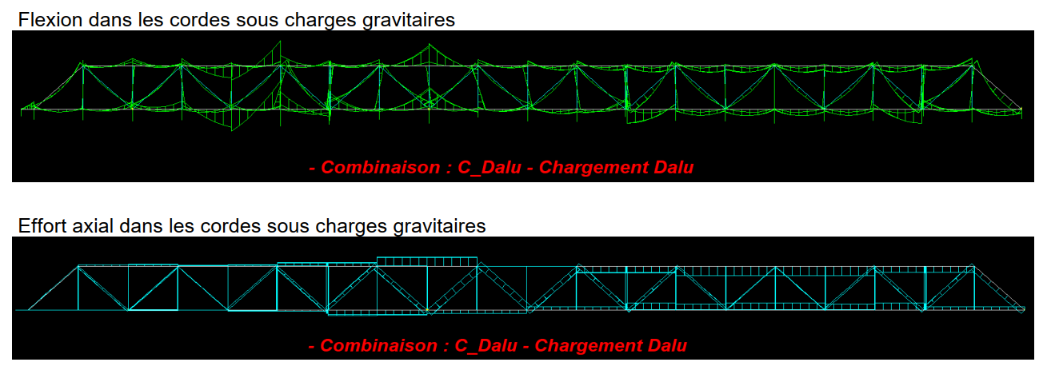 Flexion dans les cordes sous charges gravitaires
- Combinaison : C_Dalu - Chargement Dalu
Effort axial dans les cordes sous charges gravitaires
- Combinaison : C_Dalu - Chargement Dalu